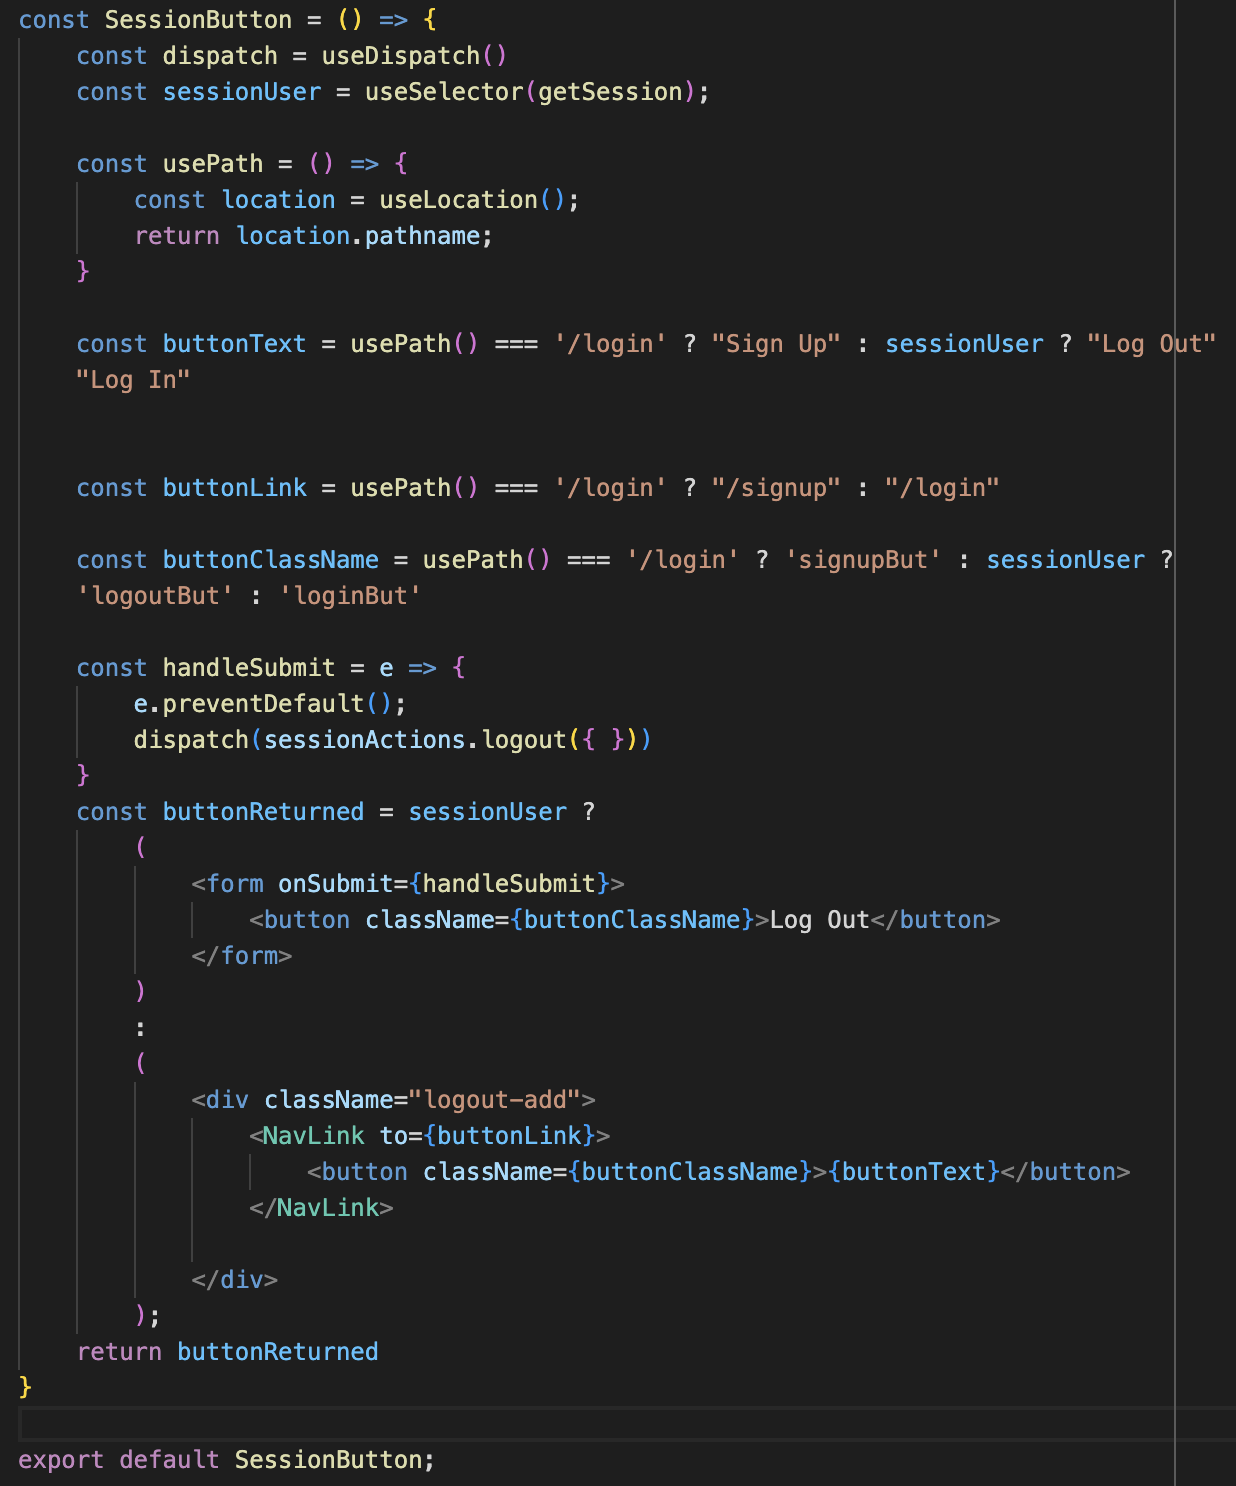 const SessionButton = () => {
    const dispatch = useDispatch()
    const sessionUser = useSelector(getSession);

    const usePath = () => {
        const location = useLocation();
        return location.pathname;
    }

    const buttonText = usePath() === '/login' ? "Sign Up" : sessionUser ? "Log Out"
    "Log In"


    const buttonLink = usePath() === '/login' ? "/signup" : "/login"

    const buttonClassName = usePath() === '/login' ? 'signupBut' : sessionUser ?
    'logoutBut' : 'loginBut'

    const handleSubmit = e => {
        e.preventDefault();
        dispatch(sessionActions.logout({ }))
    }
    const buttonReturned = sessionUser ?
        (
            <form onSubmit={handleSubmit}>
                <button className={buttonClassName}>Log Out</button>
            </form>
        )
        :
        (
            <div className="logout-add">
                <NavLink to={buttonLink}>
                    <button className={buttonClassName}>{buttonText}</button>
                </NavLink>

            </div>
        );
    return buttonReturned
}

export default SessionButton;